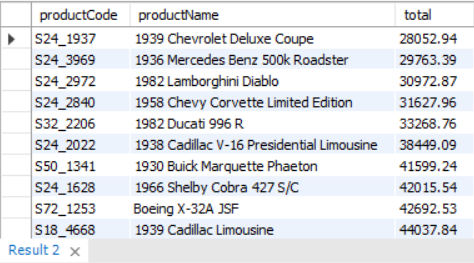 productCode productName total
S24_1937 1939 Chevrolet Deluxe Coupe 28052.94
S24_3969 1936 Mercedes Benz 500k Roadster 29763.39
S24_2972 1982 Lamborghini Diablo 30972.87
S24_2840 1958 Chevy Corvette Limited Edition 31627.96
S32_2206 1982 Ducati 996 R 33268.76
S24_2022 1938 Cadillac V-16 Presidential Limousine 38449.09
S50_1341 1930 Buick Marquette Phaeton 41599.24
S24_1628 1966 Shelby Cobra 427 S/C 42015.54
S72_1253 Boeing X-32A JSF 42692.53
S18_4668 1939 Cadillac Limousine 44037.84
Result 2 ×